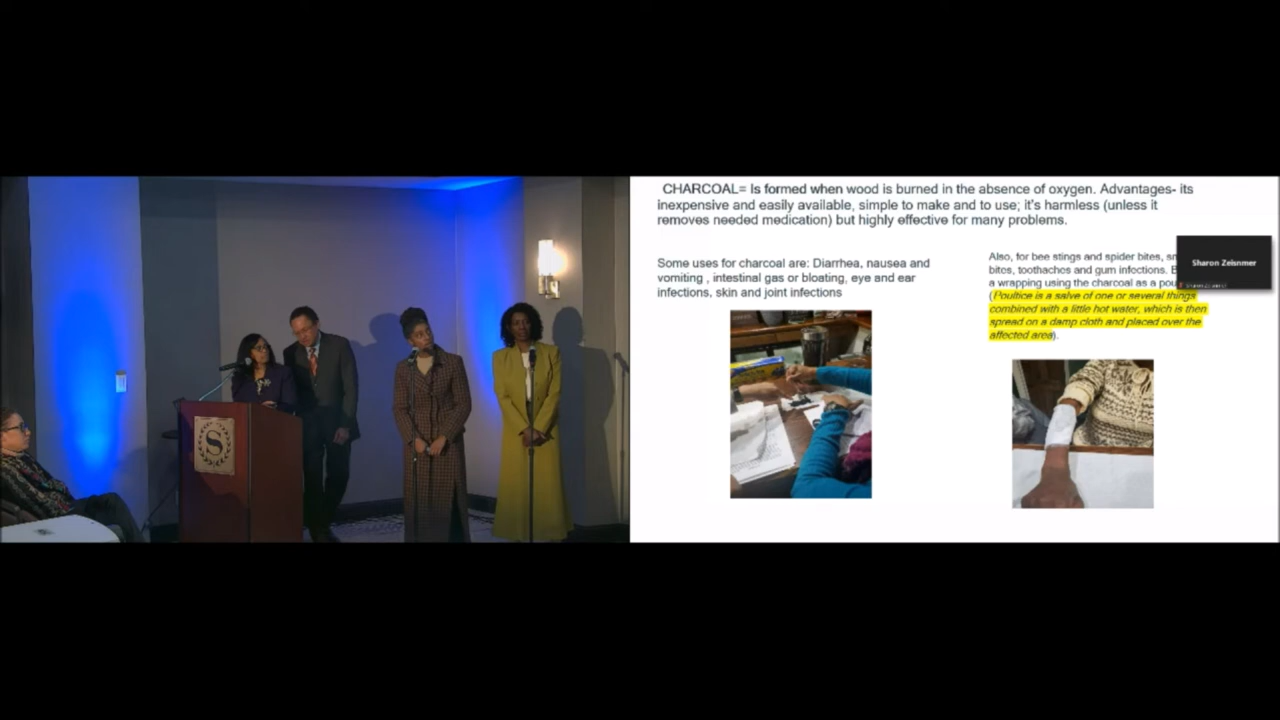 CHARCOAL= Is formed when wood is burned in the absence of oxygen. Advantages- its
inexpensive and easily available, simple to make and to use; it's harmless (unless it
removes needed medication) but highly effective for many problems.
Some uses for charcoal are: Diarrhea, nausea and
vomiting , intestinal gas or bloating, eye and ear
infections, skin and joint infections
Also, for bee stings and spider bites,
bites, toothaches and gum infections.
a wrapping using the charcoal as a
(Poultice is a salve of one or several things
combined with a little hot water, which is then
spread on a damp cloth and placed over the
affected area).
Sharon Zeisnmer
S